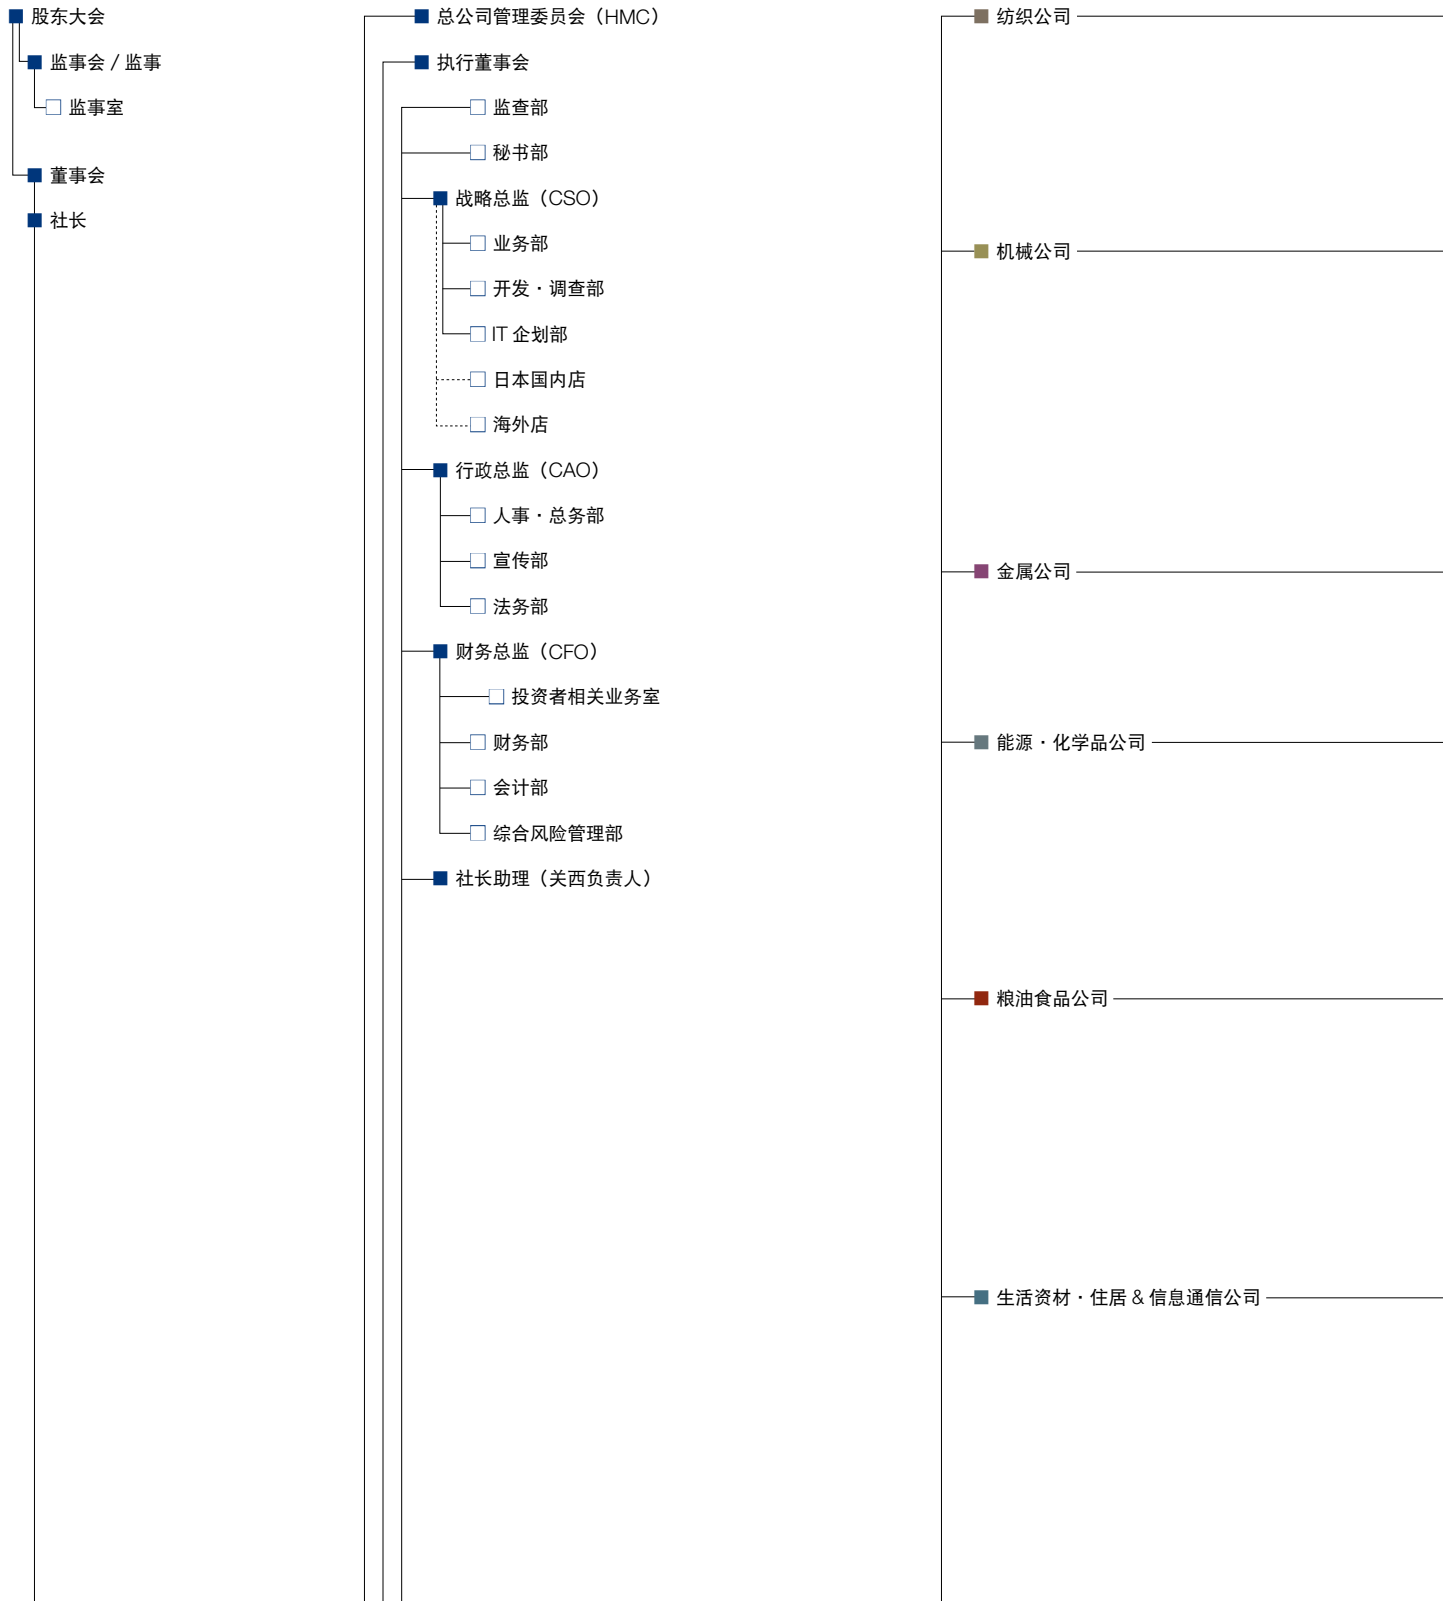 股东大会
监事会 / 监事
监事室
董事会
社长
总公司管理委员会（HMC）
执行董事会
监查部
秘书部
战略总监（CSO）
业务部
开发・调查部
IT 企划部
日本国内店
海外店
行政总监（CAO）
人事・总务部
宣传部
法务部
财务总监（CFO）
投资者相关业务室
财务部
会计部
综合风险管理部
社长助理（关西负责人）
纺织公司
机械公司
金属公司
能源・化学品公司
粮油食品公司
生活资材・住居 & 信息通信公司